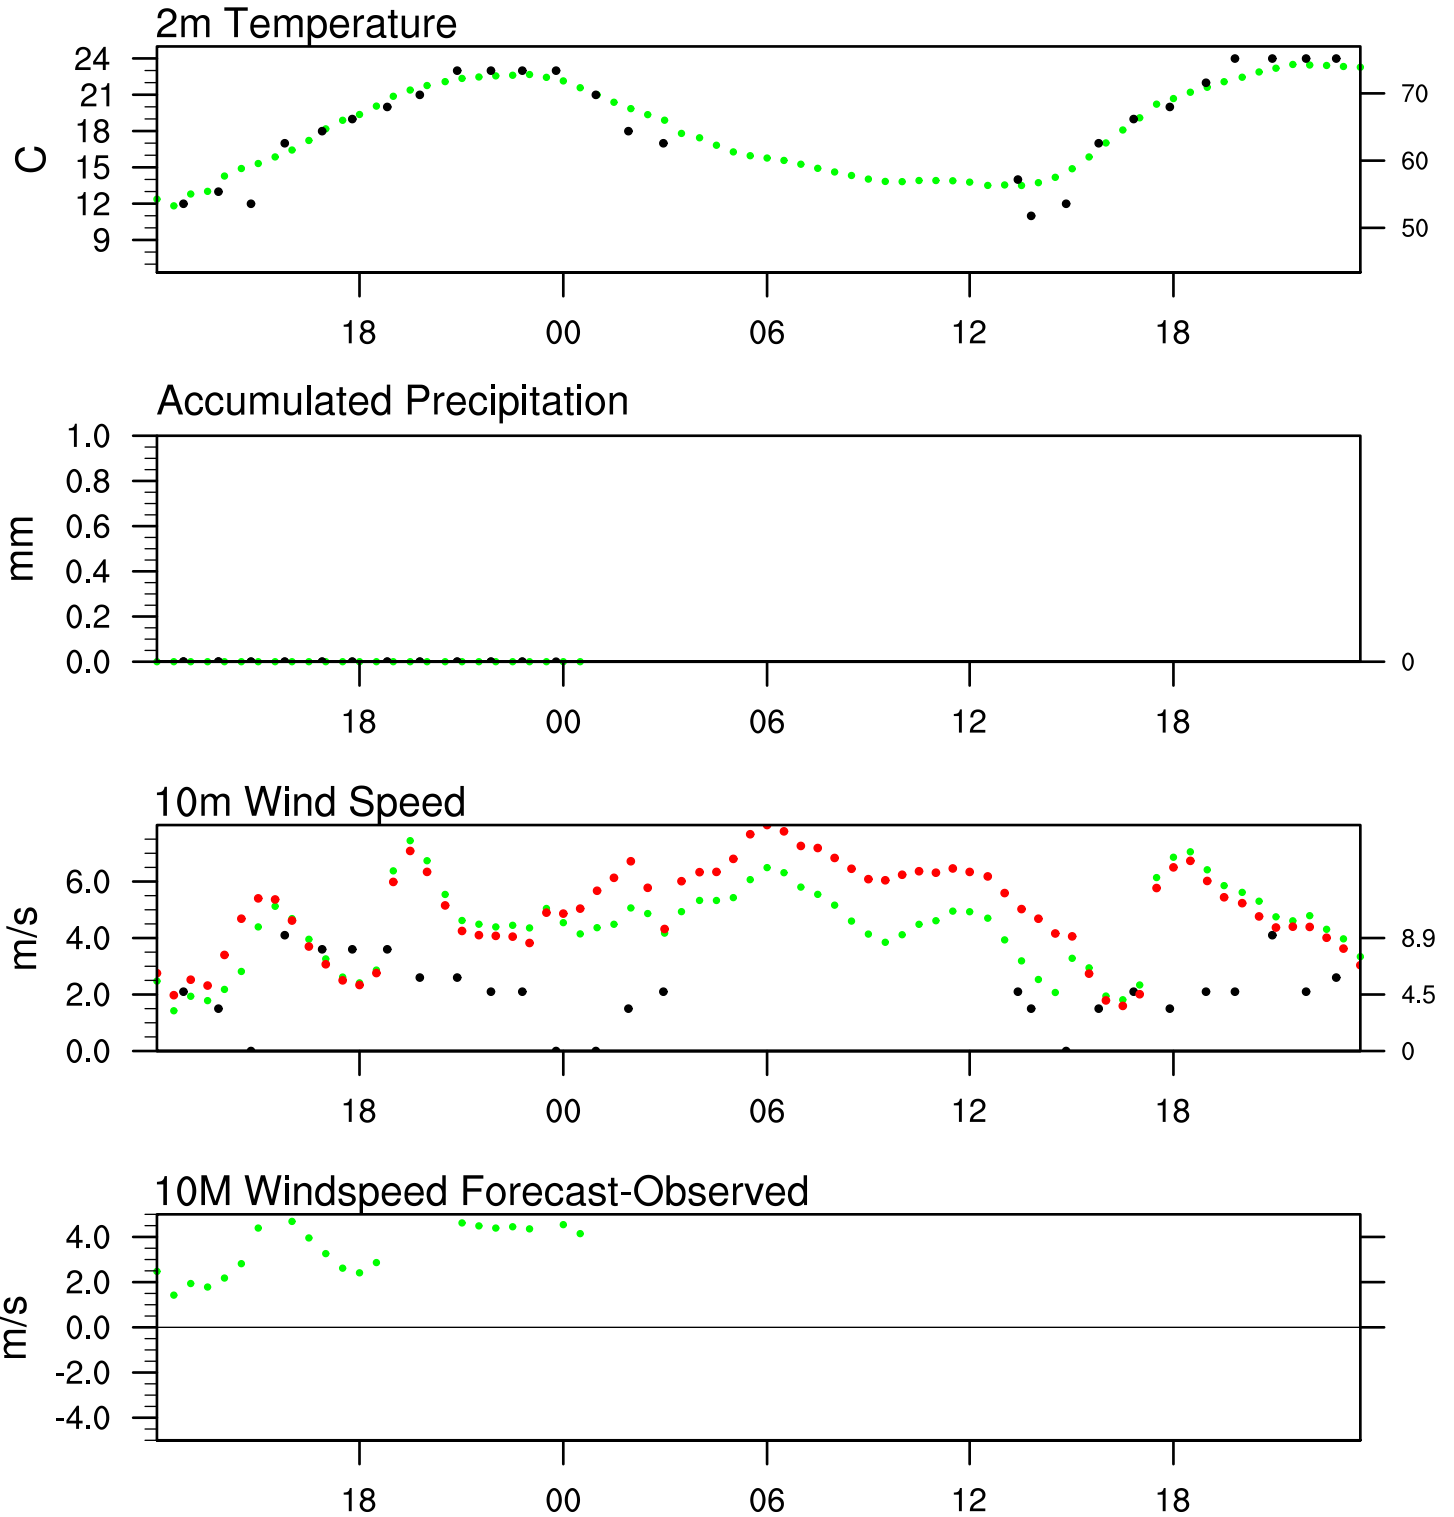 2m Temperature
24
21
18
15
12
9
C
70
60
50
18 00 06 12 18
Accumulated Precipitation
1.0
0.8
0.6
0.4
0.2
0.0
mm
0
18 00 06 12 18
10m Wind Speed
6.0
4.0
2.0
0.0
m/s
8.9
4.5
0
18 00 06 12 18
10M Windspeed Forecast-Observed
4.0
2.0
0.0
-2.0
-4.0
m/s
18 00 06 12 18